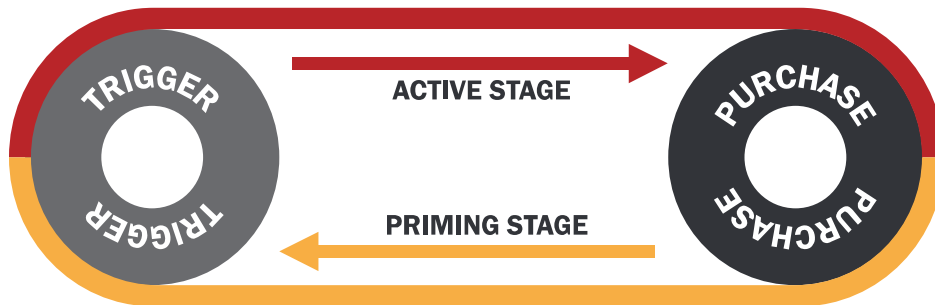 TRIGGER
ACTIVE STAGE
PURCHASE
TRIGGER
PRIMING STAGE
PURCHASE